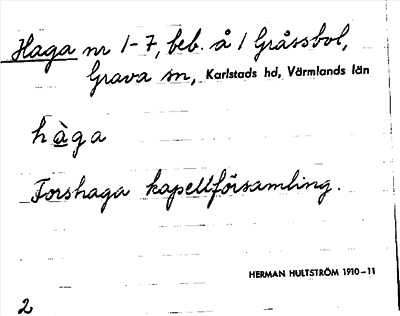 Haga nr 1-7, beb. å 1 Gråssbol,
Grava sn, Karlstads hd, Värmlands län
hàga
Forshaga kapellförsamling.
HERMAN HULTSTRÖM 1910-11
2